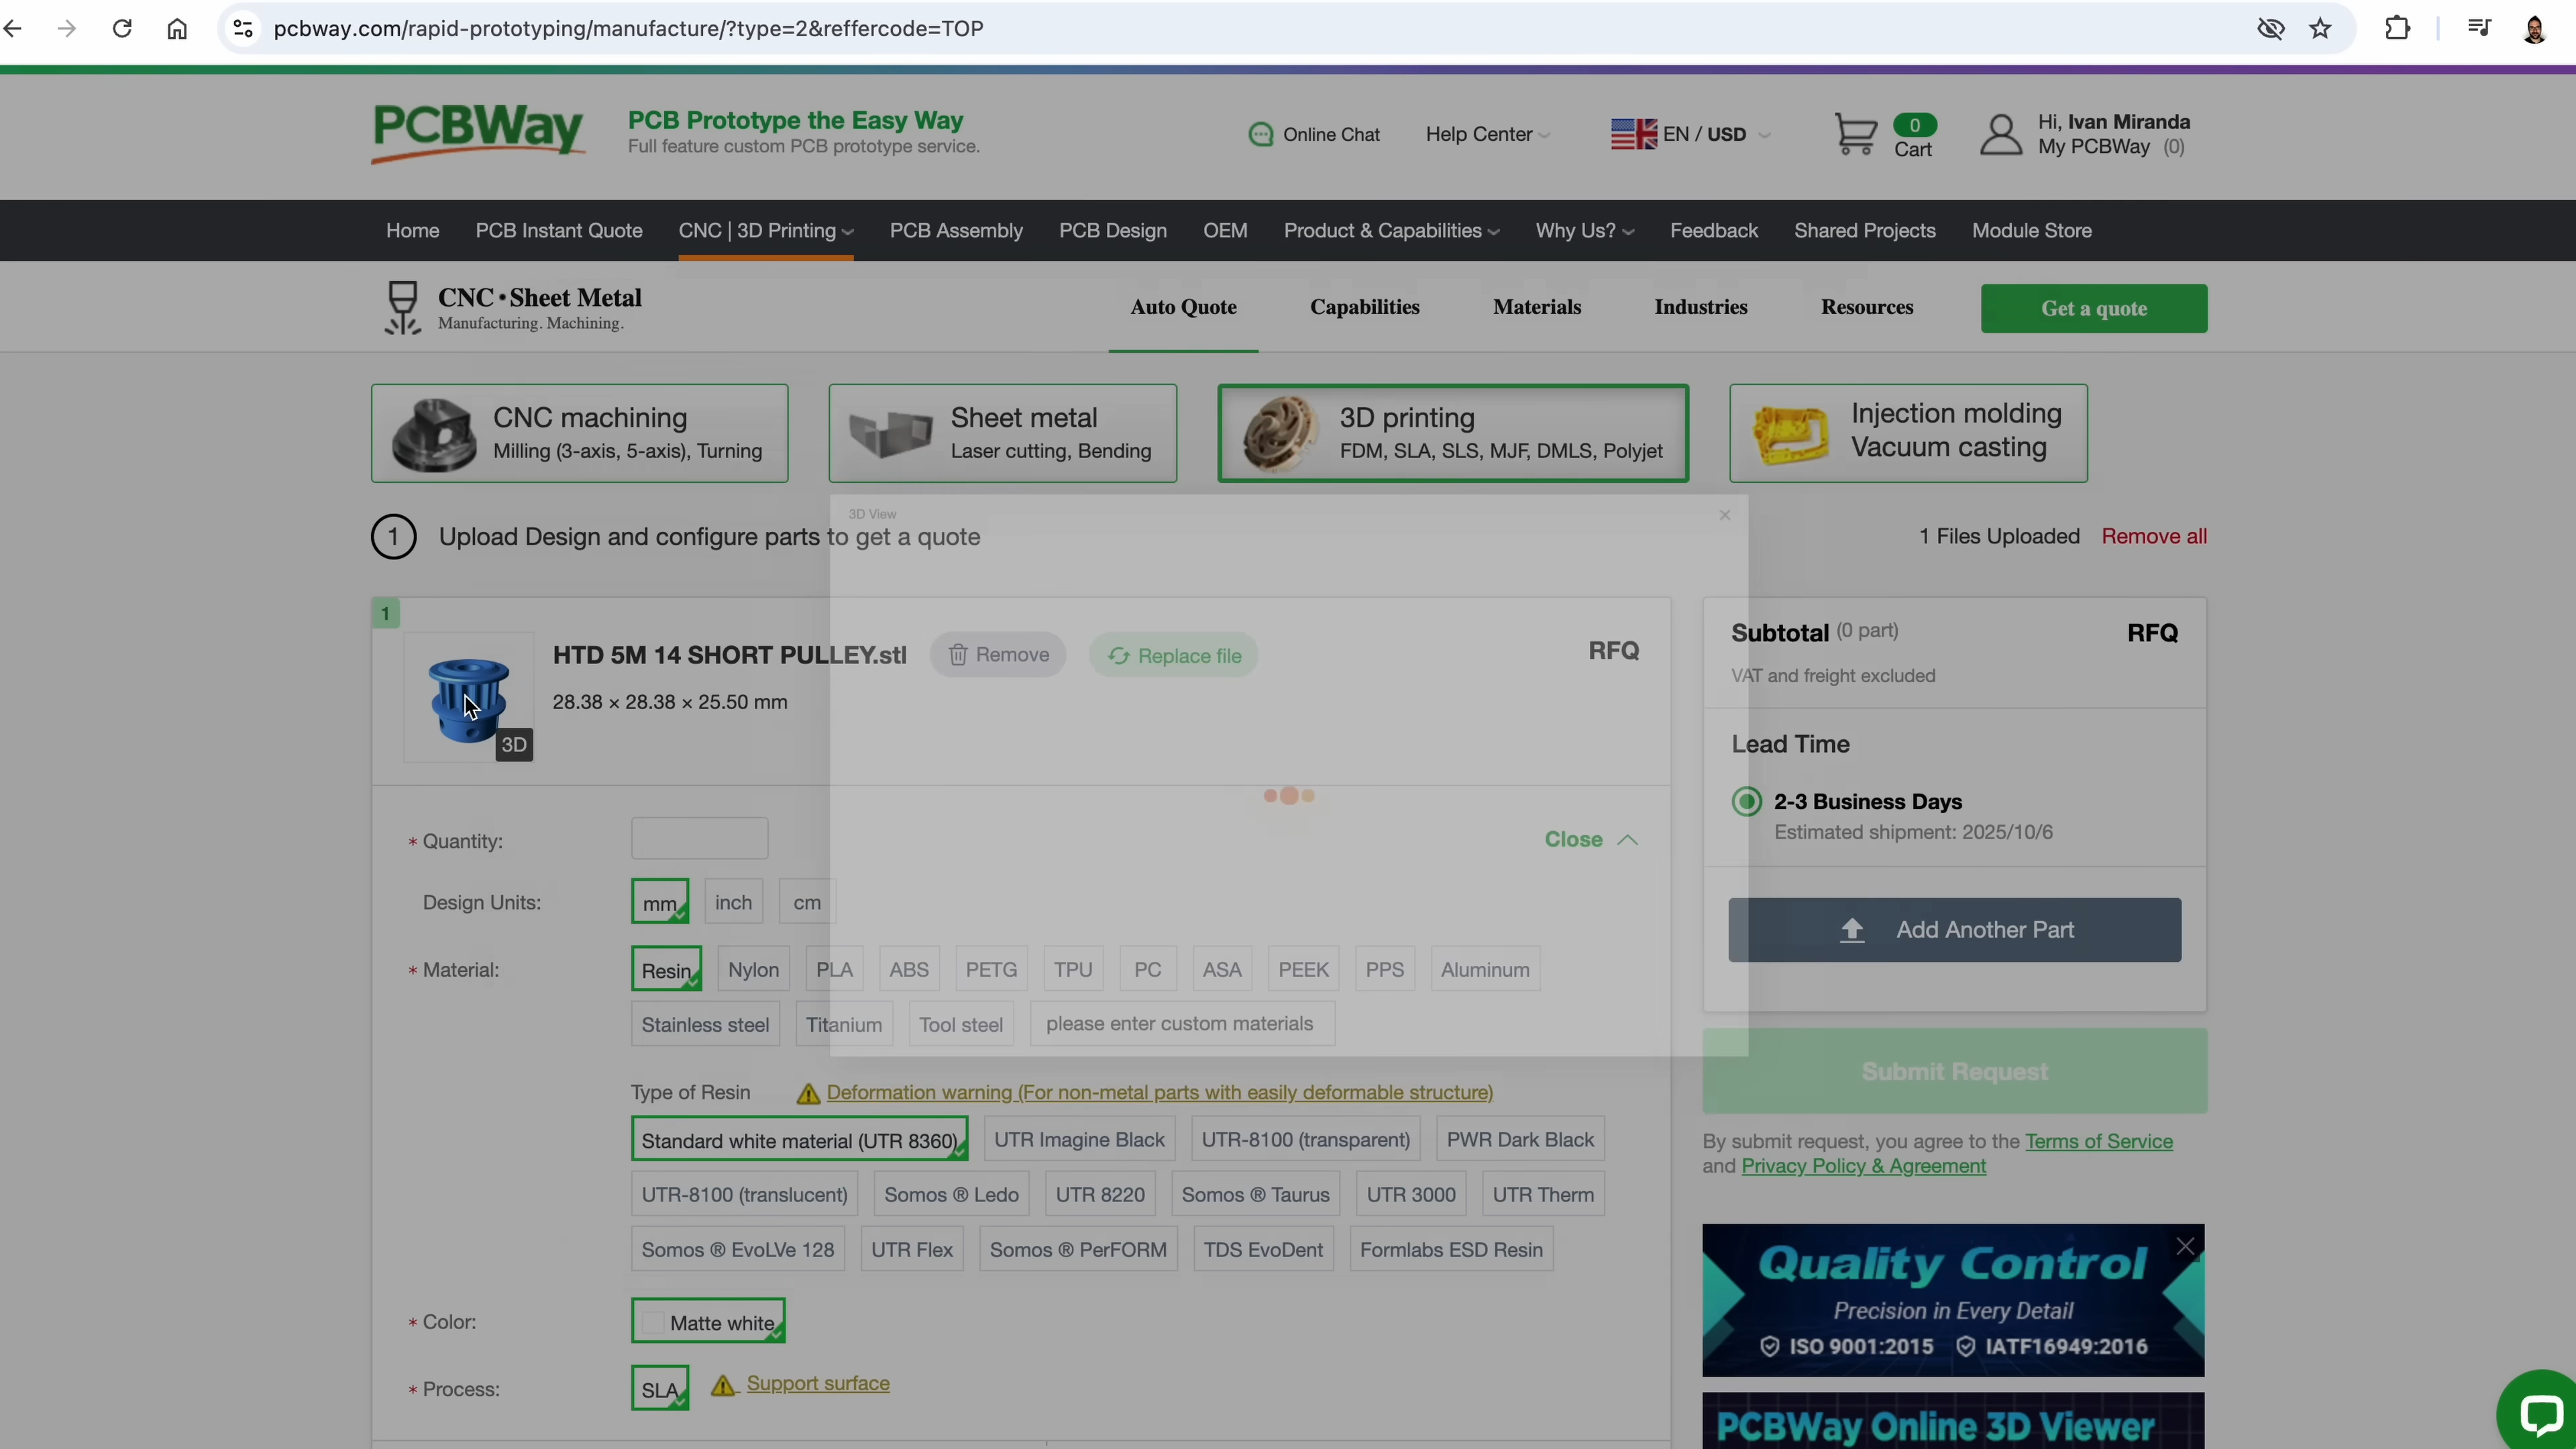 pcbway.com/rapid-prototyping/manufacture/?type=2&reffercode=TOP
PCBWay
PCB Prototype the Easy Way
Full feature custom PCB prototype service.
Online Chat
Help Center
EN / USD
0
Cart
Hi, Ivan Miranda
My PCBWay (0)
Home PCB Instant Quote CNC | 3D Printing PCB Assembly PCB Design OEM Product & Capabilities Why Us? Feedback Shared Projects Module Store
CNC • Sheet Metal
Manufacturing. Machining.
Auto Quote Capabilities Materials Industries Resources Get a quote
CNC machining
Milling (3-axis, 5-axis), Turning
Sheet metal
Laser cutting, Bending
3D printing
FDM, SLA, SLS, MJF, DMLS, Polyjet
Injection molding
Vacuum casting
3D View
1 Upload Design and configure parts to get a quote
1 Files Uploaded Remove all
1
HTD 5M 14 SHORT PULLEY.stl Remove Replace file RFQ
28.38 × 28.38 × 25.50 mm
3D
* Quantity:
Close
Design Units: mm inch cm
* Material: Resin Nylon PLA ABS PETG TPU PC ASA PEEK PPS Aluminum
Stainless steel Titanium Tool steel please enter custom materials
Type of Resin Deformation warning (For non-metal parts with easily deformable structure)
Standard white material (UTR 8360) UTR Imagine Black UTR-8100 (transparent) PWR Dark Black
UTR-8100 (translucent) Somos ® Ledo UTR 8220 Somos ® Taurus UTR 3000 UTR Therm
Somos ® EvoLVe 128 UTR Flex Somos ® PerFORM TDS EvoDent Formlabs ESD Resin
* Color: Matte white
* Process: SLA Support surface
Subtotal (0 part) RFQ
VAT and freight excluded
Lead Time
2-3 Business Days
Estimated shipment: 2025/10/6
Add Another Part
Submit Request
By submit request, you agree to the Terms of Service
and Privacy Policy & Agreement
Quality Control
Precision in Every Detail
ISO 9001:2015 IATF16949:2016
PCBWay Online 3D Viewer